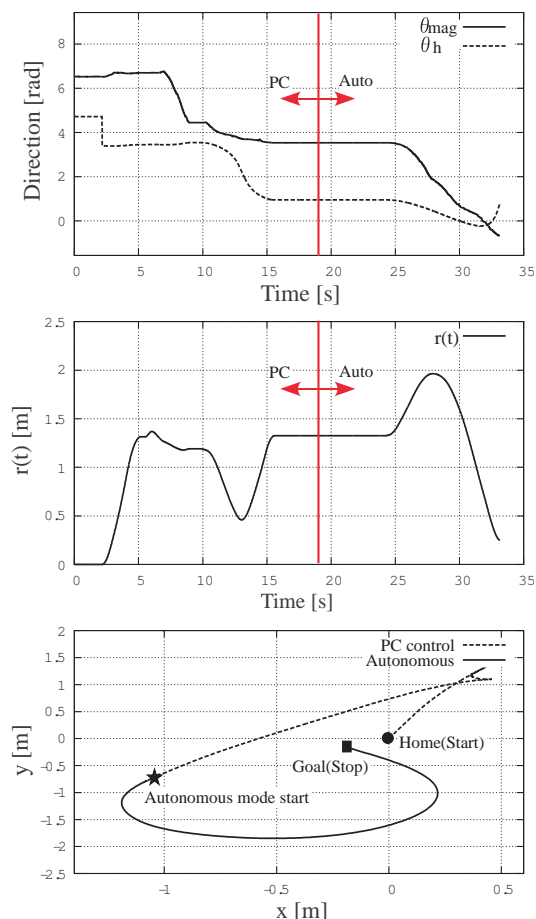 θmag
θh
8
6
4
2
0
Direction [rad]
PC
Auto
0
5
10
15
20
25
30
35
Time [s]
r(t)
2.5
2
1.5
1
0.5
0
r(t) [m]
PC
Auto
0
5
10
15
20
25
30
35
Time [s]
PC control
Autonomous
2
1.5
1
0.5
0
-0.5
-1
-1.5
-2
-2.5
y [m]
Home(Start)
Goal(Stop)
Autonomous mode start
-1
-0.5
0
0.5
x [m]